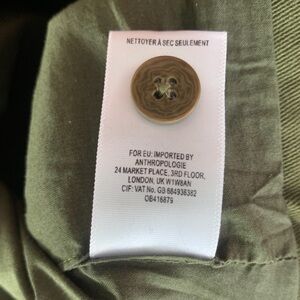 NETTOYER À SEC SEULEMENT
FOR EU: IMPORTED BY
ANTHROPOLOGIE
24 MARKET PLACE, 3RD FLOOR,
LONDON, UK W1W8AN
CIF: VAT No. GB 684936382
OB416879